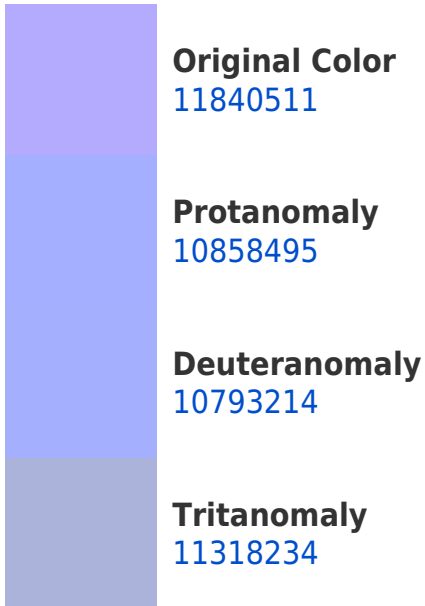 Original Color
11840511
Protanomaly
10858495
Deuteranomaly
10793214
Tritanomaly
11318234